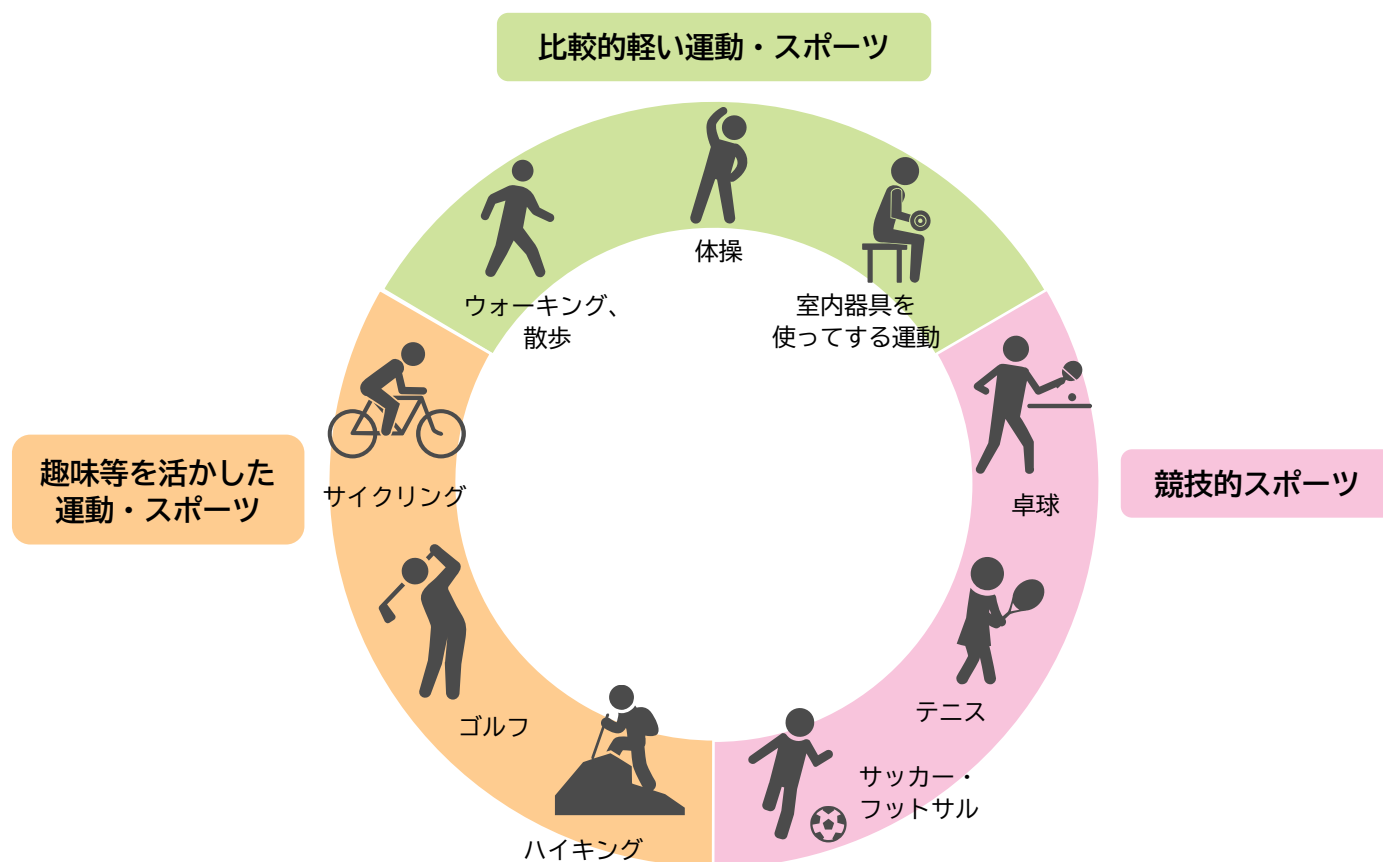 比較的軽い運動・スポーツ
体操
ウォーキング、
散歩
室内器具を
使ってする運動
趣味等を活かした
運動・スポーツ
サイクリング
ゴルフ
ハイキング
競技的スポーツ
卓球
テニス
サッカー・
フットサル